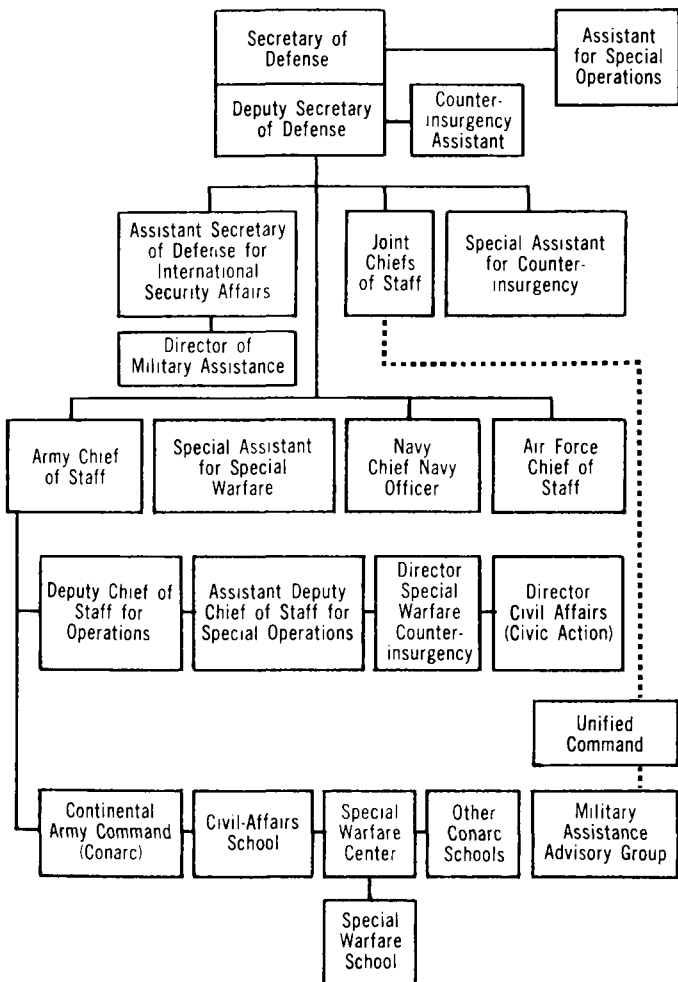 Secretary of
Defense
Assistant
for Special
Operations
Deputy Secretary
of Defense
Counter-
insurgency
Assistant
Assistant Secretary
of Defense for
International
Security Affairs
Joint
Chiefs
of Staff
Special Assistant
for Counter-
insurgency
Director of
Military Assistance
Army Chief
of Staff
Special Assistant
for Special
Warfare
Navy
Chief Navy
Officer
Air Force
Chief of
Staff
Deputy Chief of
Staff for
Operations
Assistant Deputy
Chief of Staff for
Special Operations
Director
Special
Warfare
Counter-
insurgency
Director
Civil Affairs
(Civic Action)
Unified
Command
Continental
Army Command
(Conarc)
Civil-Affairs
School
Special
Warfare
Center
Other
Conarc
Schools
Military
Assistance
Advisory Group
Special
Warfare
School